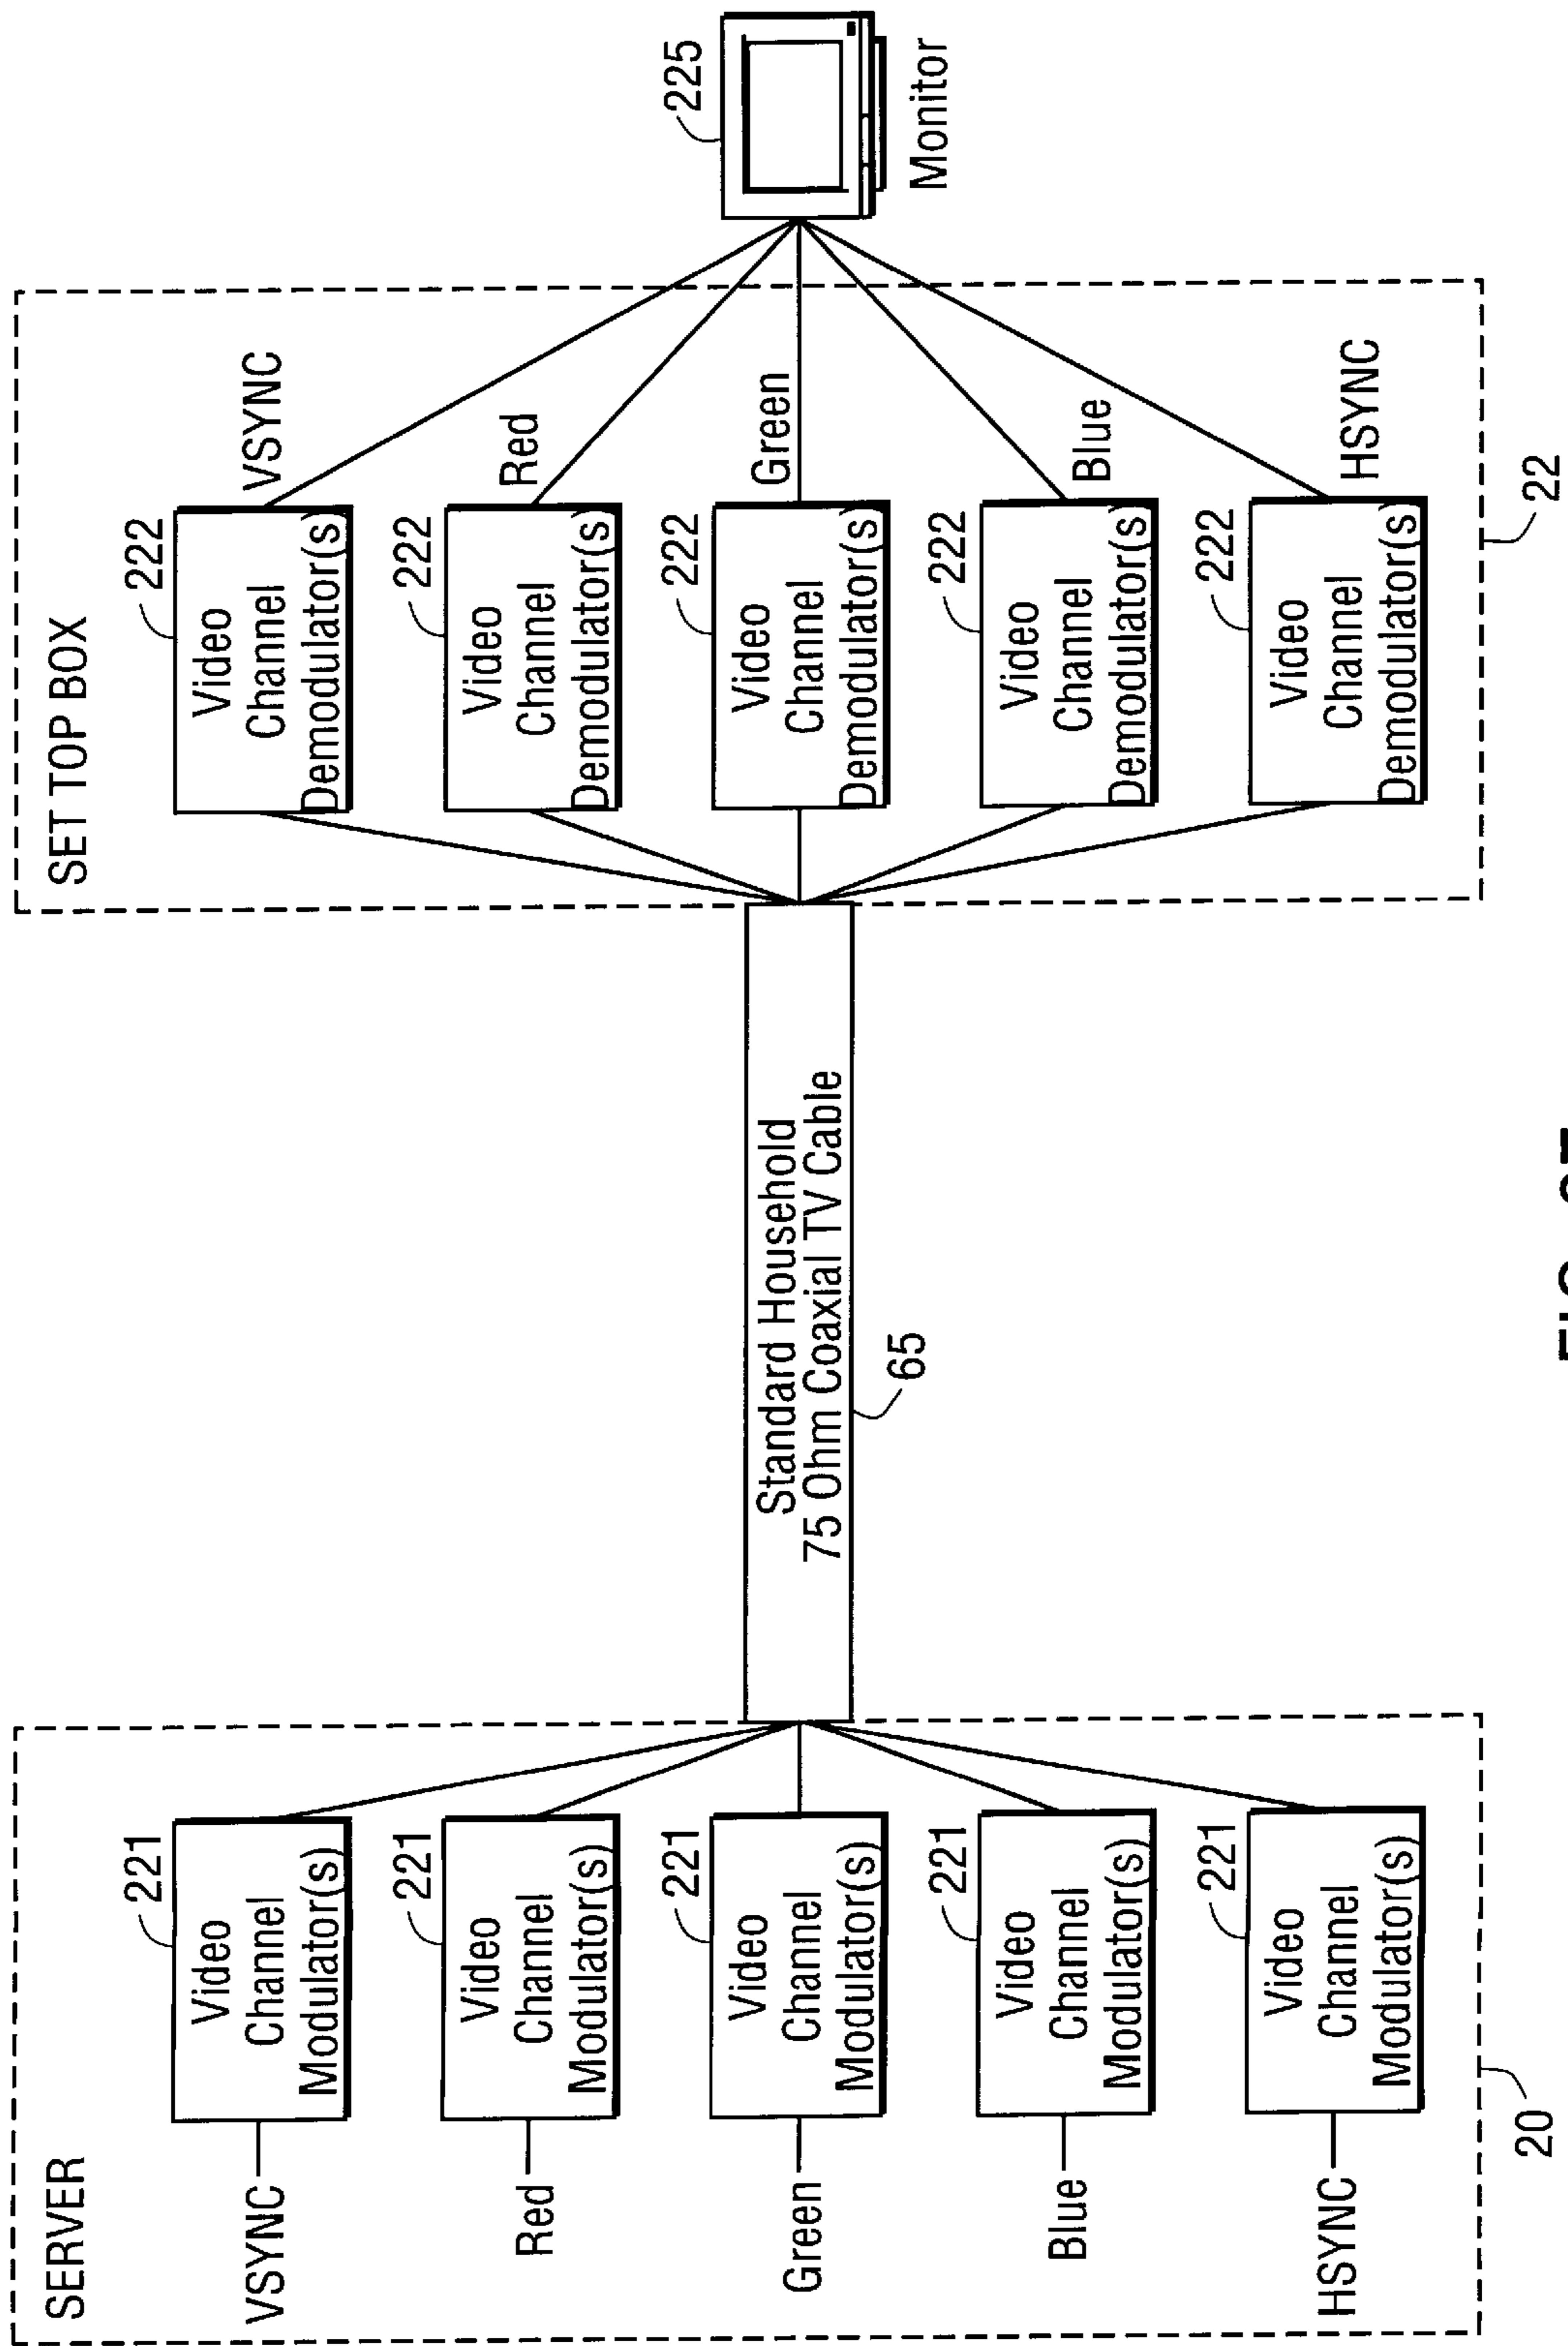 SERVER
VSYNC
221
Video
Channel
Modulator(s)
Red
221
Video
Channel
Modulator(s)
Green
221
Video
Channel
Modulator(s)
Blue
221
Video
Channel
Modulator(s)
HSYNC
221
Video
Channel
Modulator(s)
20
Standard Household
75 Ohm Coaxial TV Cable
65
SET TOP BOX
222
Video
Channel
Demodulator(s)
VSYNC
222
Video
Channel
Demodulator(s)
Red
222
Video
Channel
Demodulator(s)
Green
222
Video
Channel
Demodulator(s)
Blue
222
Video
Channel
Demodulator(s)
HSYNC
22
225
Monitor